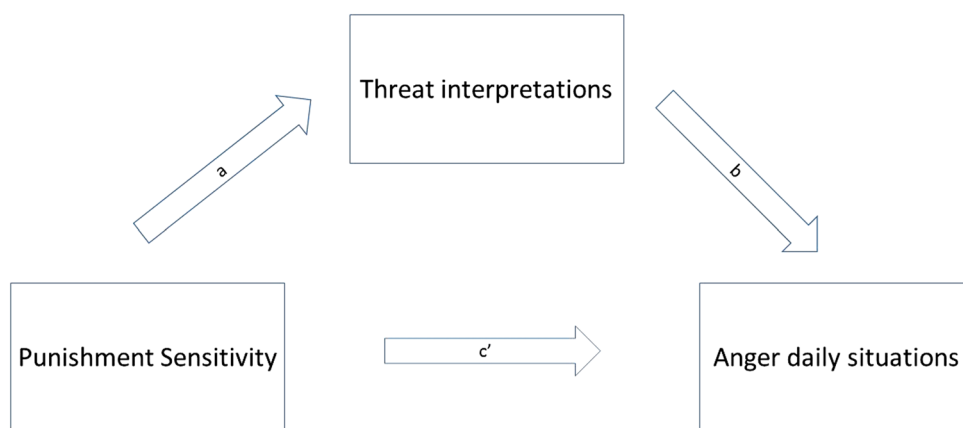 Threat interpretations
a
b
Punishment Sensitivity
c’
Anger daily situations